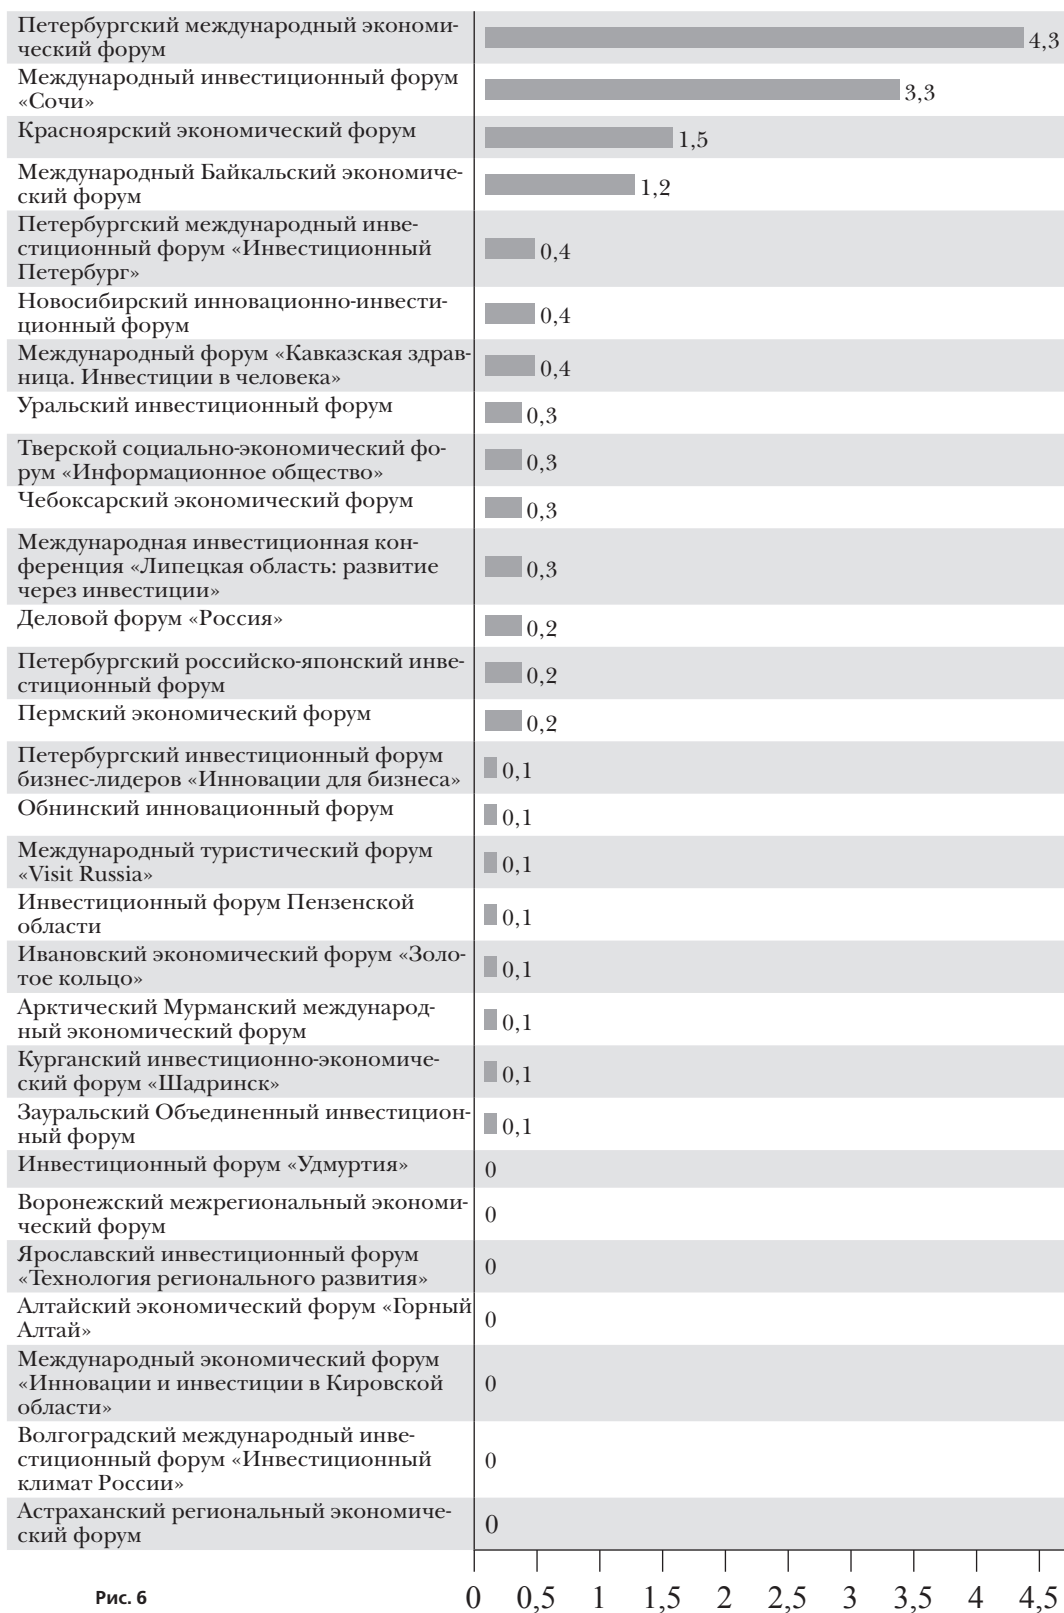 Петербургский международный экономи-
ческий форум
4,3
Международный инвестиционный форум
«Сочи»
3,3
Красноярский экономический форум
1,5
Международный Байкальский экономиче-
ский форум
1,2
Петербургский международный инве-
стиционный форум «Инвестиционный
Петербург»
0,4
Новосибирский инновационно-инвести-
ционный форум
0,4
Международный форум «Кавказская здрав-
ница. Инвестиции в человека»
0,4
Уральский инвестиционный форум
0,3
Тверской социально-экономический фо-
рум «Информационное общество»
0,3
Чебоксарский экономический форум
0,3
Международная инвестиционная кон-
ференция «Липецкая область: развитие
через инвестиции»
0,3
Деловой форум «Россия»
0,2
Петербургский российско-японский инве-
стиционный форум
0,2
Пермский экономический форум
0,2
Петербургский инвестиционный форум
бизнес-лидеров «Инновации для бизнеса»
0,1
Обнинский инновационный форум
0,1
Международный туристический форум
«Visit Russia»
0,1
Инвестиционный форум Пензенской
области
0,1
Ивановский экономический форум «Золо-
тое кольцо»
0,1
Арктический Мурманский международ-
ный экономический форум
0,1
Курганский инвестиционно-экономиче-
ский форум «Шадринск»
0,1
Зауральский Объединенный инвестицион-
ный форум
0,1
Инвестиционный форум «Удмуртия»
0
Воронежский межрегиональный экономи-
ческий форум
0
Ярославский инвестиционный форум
«Технология регионального развития»
0
Алтайский экономический форум «Горный
Алтай»
0
Международный экономический форум
«Инновации и инвестиции в Кировской
области»
0
Волгоградский международный инве-
стиционный форум «Инвестиционный
климат России»
0
Астраханский региональный экономиче-
ский форум
0
Рис. 6
0 0,5 1 1,5 2 2,5 3 3,5 4 4,5